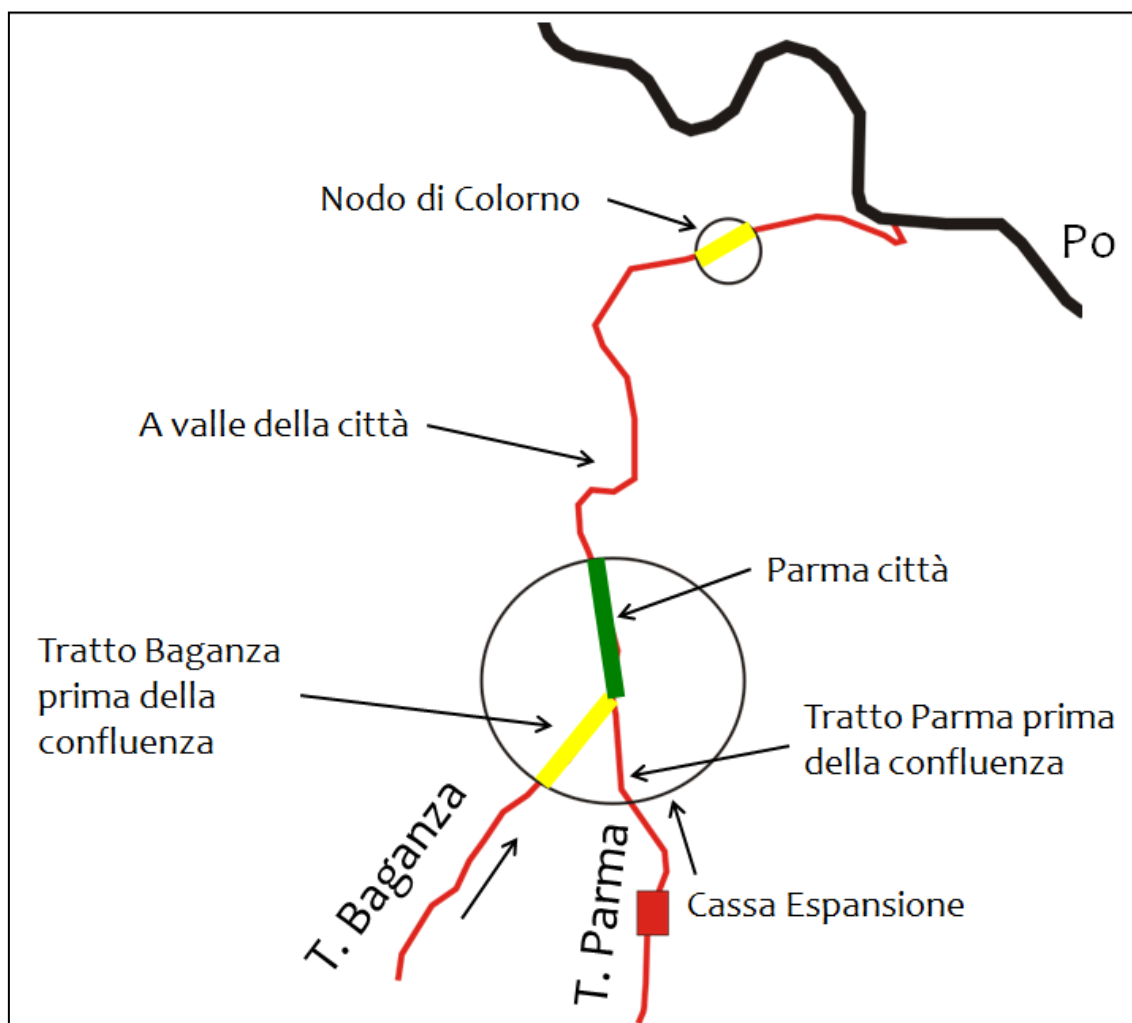 Nodo di Colorno
Po
A valle della città
Parma città
Tratto Baganza
prima della
confluenza
Tratto Parma prima
della confluenza
T. Baganza
T. Parma
Cassa Espansione